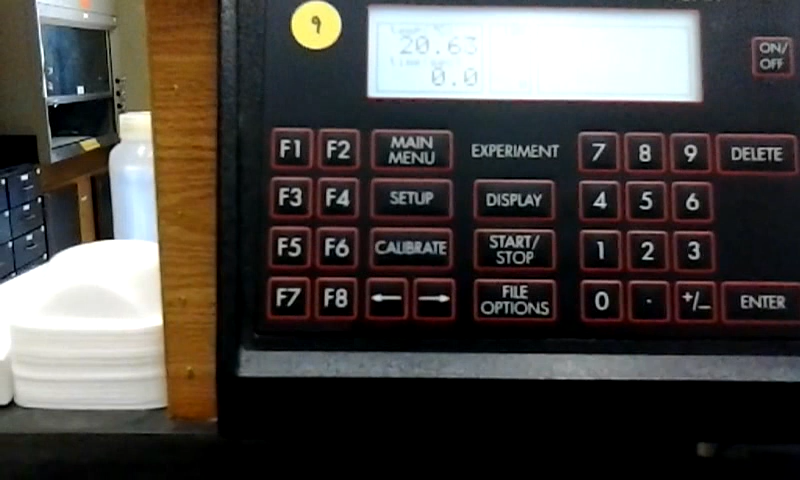 9
20.63
0.0
ON/
OFF
F1 F2 MAIN MENU EXPERIMENT 7 8 9 DELETE
F3 F4 SETUP DISPLAY 4 5 6
F5 F6 CALIBRATE START/STOP 1 2 3
F7 F8 ← → FILE OPTIONS 0 . +/_ ENTER